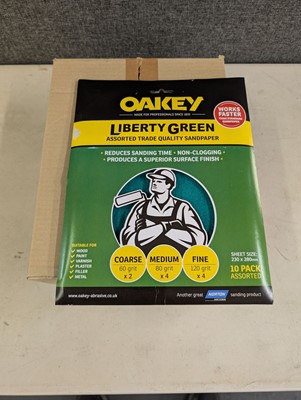 OAKEY
MADE FOR PROFESSIONALS SINCE 1833
LIBERTY GREEN
ASSORTED TRADE QUALITY SANDPAPER
WORKS
FASTER
• REDUCES SANDING TIME • NON-CLOGGING •
• PRODUCES A SUPERIOR SURFACE FINISH •
SUITABLE FOR
✓ WOOD
✓ PAINT
✓ VARNISH
✓ PLASTER
✓ FILLER
✓ METAL
COARSE
60 grit
x 2
MEDIUM
80 grit
x 4
FINE
120 grit
x 4
SHEET SIZE:
230 x 280mm
10 PACK
ASSORTED
www.oakey-abrasive.co.uk
Another great
NORTON
sanding product